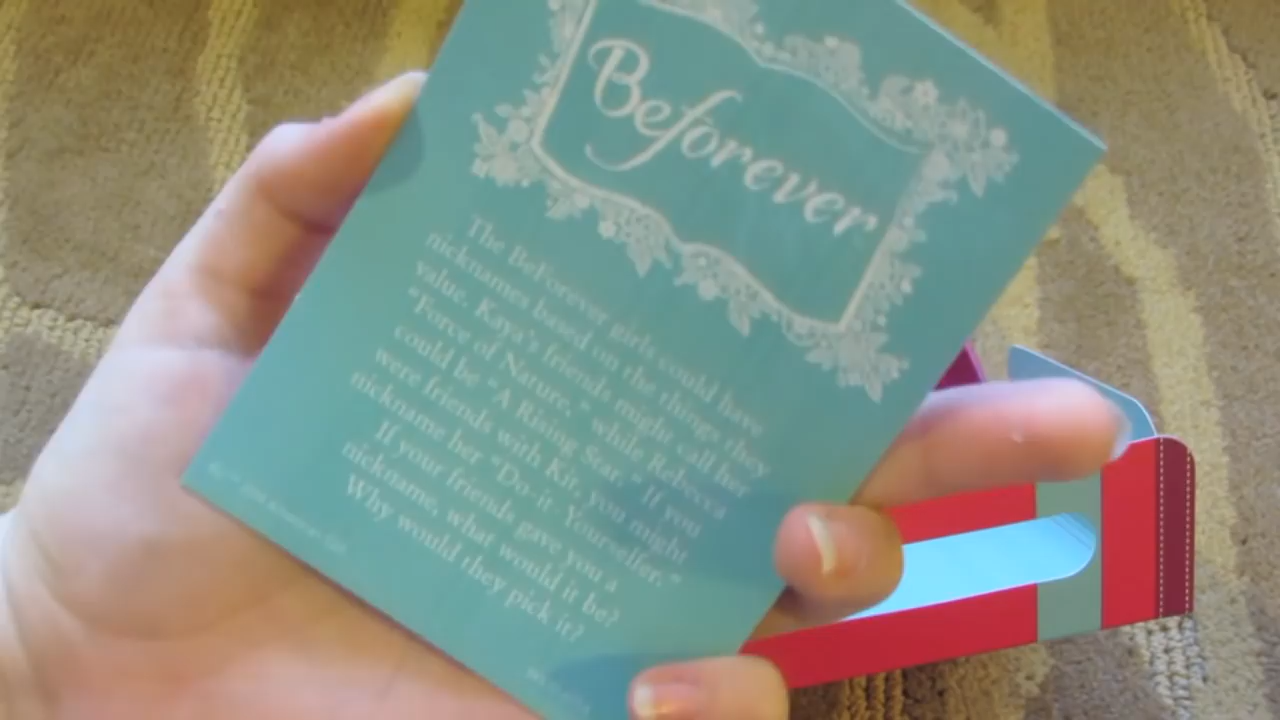 Beforever
The BeForever girls could have
nicknames based on the things they
value. Kaya's friends might call her
"Force of Nature," while Rebecca
could be "A Rising Star." If you
were friends with Kit, you might
nickname her "Do-it-Yourselfer."
If your friends gave you a
nickname, what would it be?
Why would they pick it?